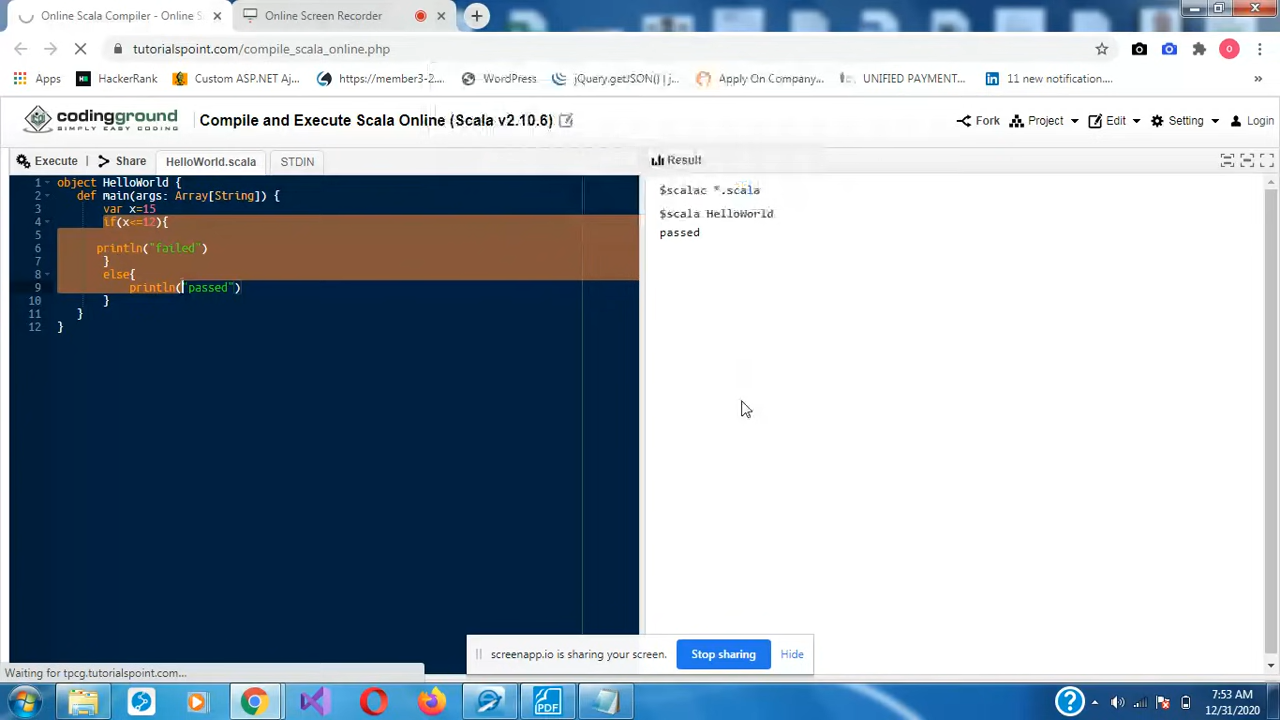 Online Scala Compiler - Online S
Online Screen Recorder
tutorialspoint.com/compile_scala_online.php
O
Apps
HackerRank
Custom ASP.NET Aj...
https://member3-2....
WordPress
jQuery.getJSON() | j...
Apply On Company...
UNIFIED PAYMENT...
11 new notification....
codingground
SIMPLY EASY CODING
Compile and Execute Scala Online (Scala v2.10.6)
Fork
Project
Edit
Setting
Login
Execute | Share
HelloWorld.scala
STDIN
Result
1 object HelloWorld {
2 def main(args: Array[String]) {
3 var x=15
4 if(x<=12){
5
6 println("failed")
7 }
8 else{
9 println("passed")
10 }
11 }
12 }
$scalac *.scala
$scala HelloWorld
passed
screenapp.io is sharing your screen.
Stop sharing
Hide
Waiting for tpcg.tutorialspoint.com...
PDF
7:53 AM
12/31/2020